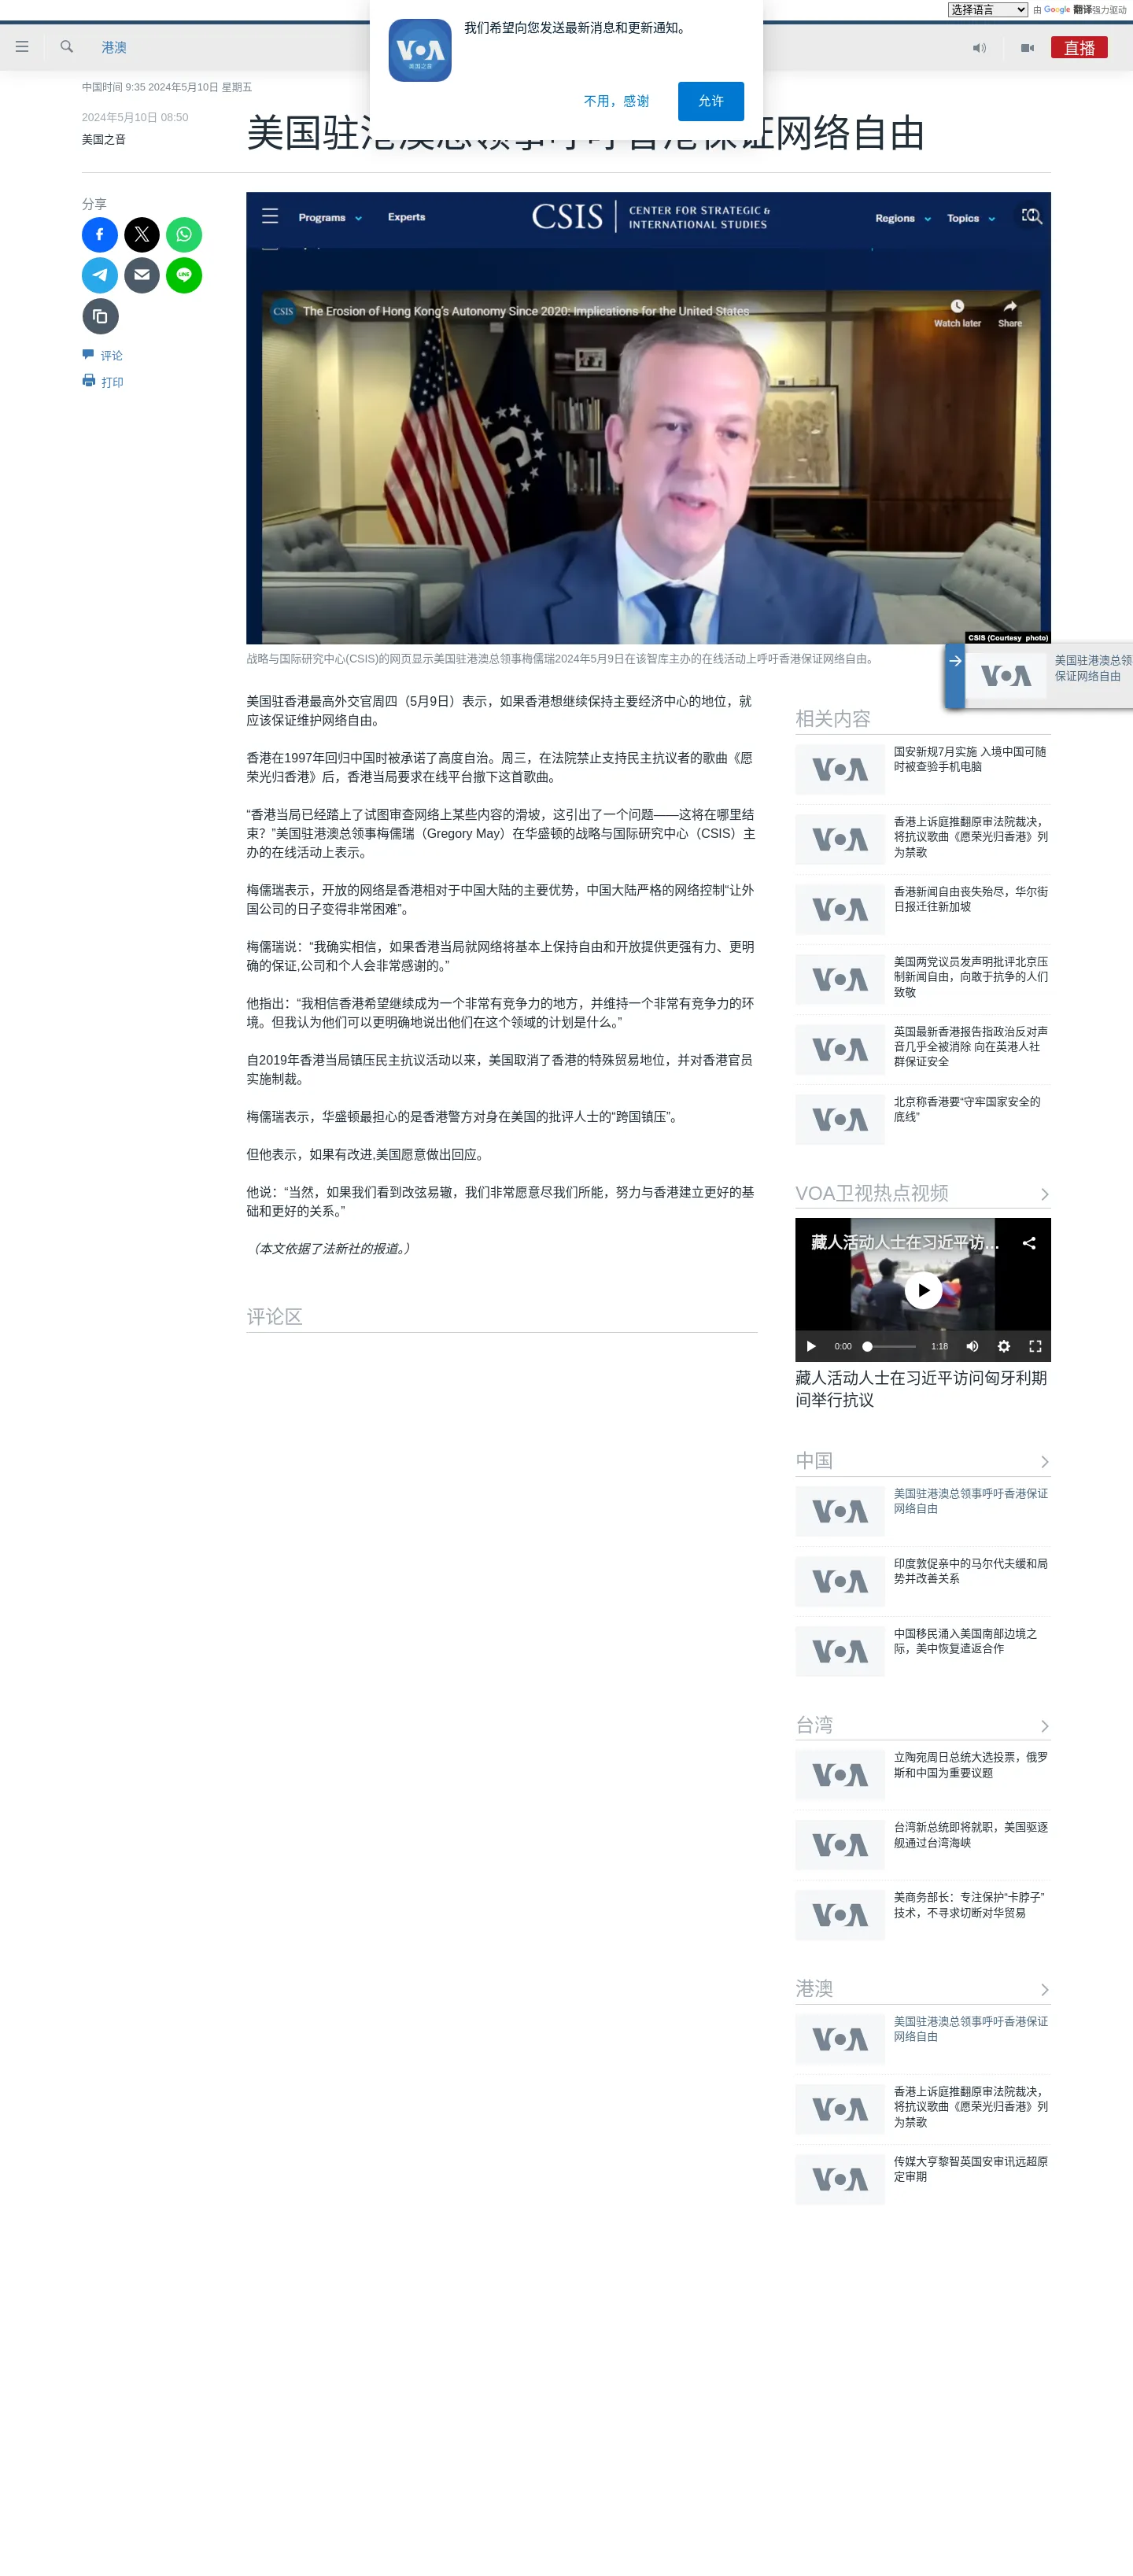 选择语言 由 Google 翻译强力驱动
港澳
直播
我们希望向您发送最新消息和更新通知。
VOA
美国之音
不用，感谢
允许
中国时间 9:35 2024年5月10日 星期五
2024年5月10日 08:50
美国之音
美国驻港澳总领事呼吁香港保证网络自由
分享
评论
打印
Programs
Experts
CSIS
CENTER FOR STRATEGIC &
INTERNATIONAL STUDIES
Regions
Topics
CSIS
The Erosion of Hong Kong's Autonomy Since 2020: Implications for the United States
Watch later
Share
CSIS (Courtesy photo)
战略与国际研究中心(CSIS)的网页显示美国驻港澳总领事梅儒瑞2024年5月9日在该智库主办的在线活动上呼吁香港保证网络自由。
VOA
美国驻港澳总领
保证网络自由
美国驻香港最高外交官周四（5月9日）表示，如果香港想继续保持主要经济中心的地位，就
应该保证维护网络自由。
香港在1997年回归中国时被承诺了高度自治。周三，在法院禁止支持民主抗议者的歌曲《愿
荣光归香港》后，香港当局要求在线平台撤下这首歌曲。
“香港当局已经踏上了试图审查网络上某些内容的滑坡，这引出了一个问题——这将在哪里结
束？”美国驻港澳总领事梅儒瑞（Gregory May）在华盛顿的战略与国际研究中心（CSIS）主
办的在线活动上表示。
梅儒瑞表示，开放的网络是香港相对于中国大陆的主要优势，中国大陆严格的网络控制“让外
国公司的日子变得非常困难”。
梅儒瑞说：“我确实相信，如果香港当局就网络将基本上保持自由和开放提供更强有力、更明
确的保证,公司和个人会非常感谢的。”
他指出：“我相信香港希望继续成为一个非常有竞争力的地方，并维持一个非常有竞争力的环
境。但我认为他们可以更明确地说出他们在这个领域的计划是什么。”
自2019年香港当局镇压民主抗议活动以来，美国取消了香港的特殊贸易地位，并对香港官员
实施制裁。
梅儒瑞表示，华盛顿最担心的是香港警方对身在美国的批评人士的“跨国镇压”。
但他表示，如果有改进,美国愿意做出回应。
他说：“当然，如果我们看到改弦易辙，我们非常愿意尽我们所能，努力与香港建立更好的基
础和更好的关系。”
（本文依据了法新社的报道。）
评论区
相关内容
VOA
国安新规7月实施 入境中国可随
时被查验手机电脑
VOA
香港上诉庭推翻原审法院裁决，
将抗议歌曲《愿荣光归香港》列
为禁歌
VOA
香港新闻自由丧失殆尽，华尔街
日报迁往新加坡
VOA
美国两党议员发声明批评北京压
制新闻自由，向敢于抗争的人们
致敬
VOA
英国最新香港报告指政治反对声
音几乎全被消除 向在英港人社
群保证安全
VOA
北京称香港要“守牢国家安全的
底线”
VOA卫视热点视频
藏人活动人士在习近平访...
0:00
1:18
藏人活动人士在习近平访问匈牙利期
间举行抗议
中国
VOA
美国驻港澳总领事呼吁香港保证
网络自由
VOA
印度敦促亲中的马尔代夫缓和局
势并改善关系
VOA
中国移民涌入美国南部边境之
际，美中恢复遣返合作
台湾
VOA
立陶宛周日总统大选投票，俄罗
斯和中国为重要议题
VOA
台湾新总统即将就职，美国驱逐
舰通过台湾海峡
VOA
美商务部长：专注保护“卡脖子”
技术，不寻求切断对华贸易
港澳
VOA
美国驻港澳总领事呼吁香港保证
网络自由
VOA
香港上诉庭推翻原审法院裁决，
将抗议歌曲《愿荣光归香港》列
为禁歌
VOA
传媒大亨黎智英国安审讯远超原
定审期